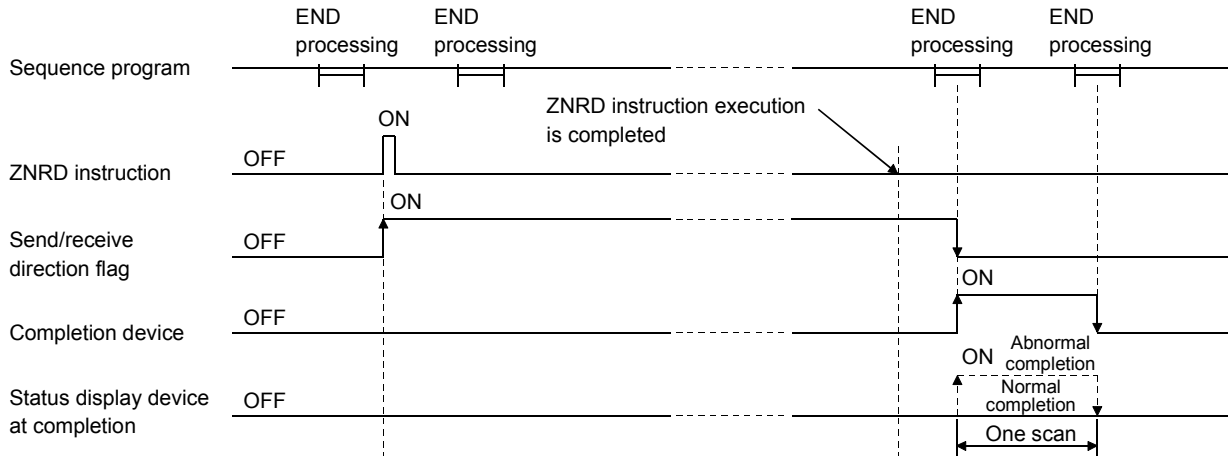 END
processing
END
processing
END
processing
END
processing
Sequence program
ZNRD instruction execution
is completed
ON
OFF
ZNRD instruction
ON
OFF
Send/receive
direction flag
ON
OFF
Completion device
ON
Abnormal
completion
OFF
Normal
completion
Status display device
at completion
One scan